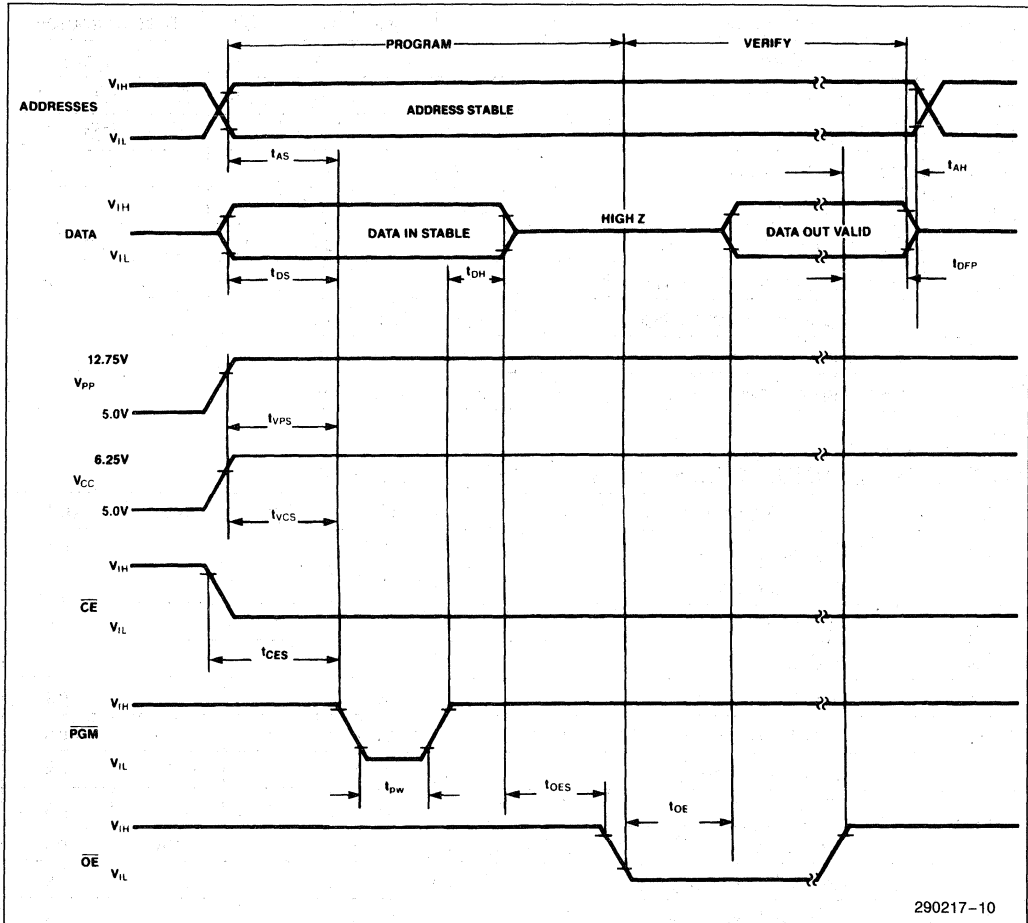 PROGRAM
VERIFY
VIH
ADDRESSES
ADDRESS STABLE
VIL
tAS
tAH
VIH
HIGH Z
DATA
DATA IN STABLE
DATA OUT VALID
VIL
tDS
tDH
tDFP
12.75V
VPP
5.0V
tVPS
6.25V
VCC
5.0V
tVCS
VIH
CE
VIL
tCES
VIH
PGM
VIL
tPW
tOES
tOE
VIH
OE
VIL
290217–10